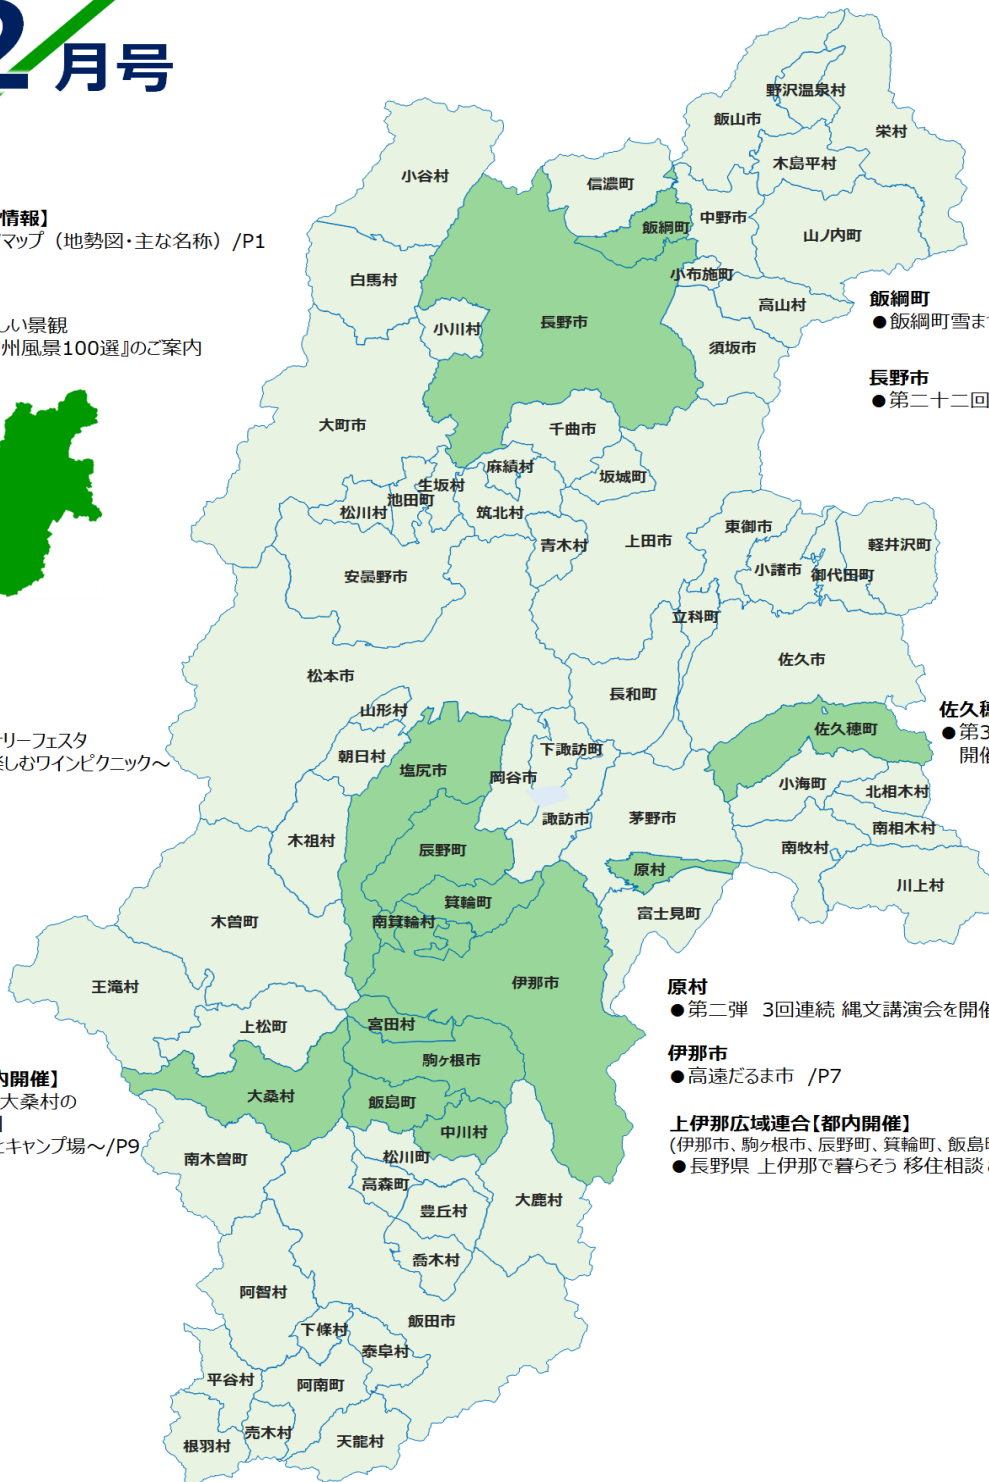 2月号
情報】
マップ（地勢図・主な名称）/P1
しい景観
州風景100選』のご案内
リーフェスタ
楽しむワインピクニック～
内開催】
大桑村の
とキャンプ場～/P9
野沢温泉村
飯山市
栄村
木島平村
小谷村
信濃町
中野市
飯綱町
山ノ内町
小布施町
白馬村
高山村
長野市
小川村
須坂市
大町市
千曲市
麻績村
坂城町
生坂村
池田町
松川村
筑北村
東御市
上田市
青木村
軽井沢町
小諸市
御代田町
安曇野市
立科町
佐久市
松本市
長和町
山形村
佐久穂町
下諏訪町
朝日村
塩尻市
岡谷市
小海町
北相木村
諏訪市
茅野市
南相木村
木祖村
辰野町
南牧村
原村
川上村
箕輪町
富士見町
南箕輪村
木曽町
伊那市
王滝村
上松町
宮田村
駒ヶ根市
大桑村
飯島町
中川村
松川町
南木曽町
高森町
大鹿村
豊丘村
喬木村
阿智村
飯田市
下條村
泰阜村
平谷村
阿南町
売木村
天龍村
根羽村
飯綱町
●飯綱町雪ま
長野市
●第二十二回
佐久穂
●第3
開催
原村
●第二弾 3回連続 縄文講演会を開催
伊那市
●高遠だるま市 /P7
上伊那広域連合【都内開催】
(伊那市、駒ヶ根市、辰野町、箕輪町、飯島町
●長野県 上伊那で暮らそう 移住相談